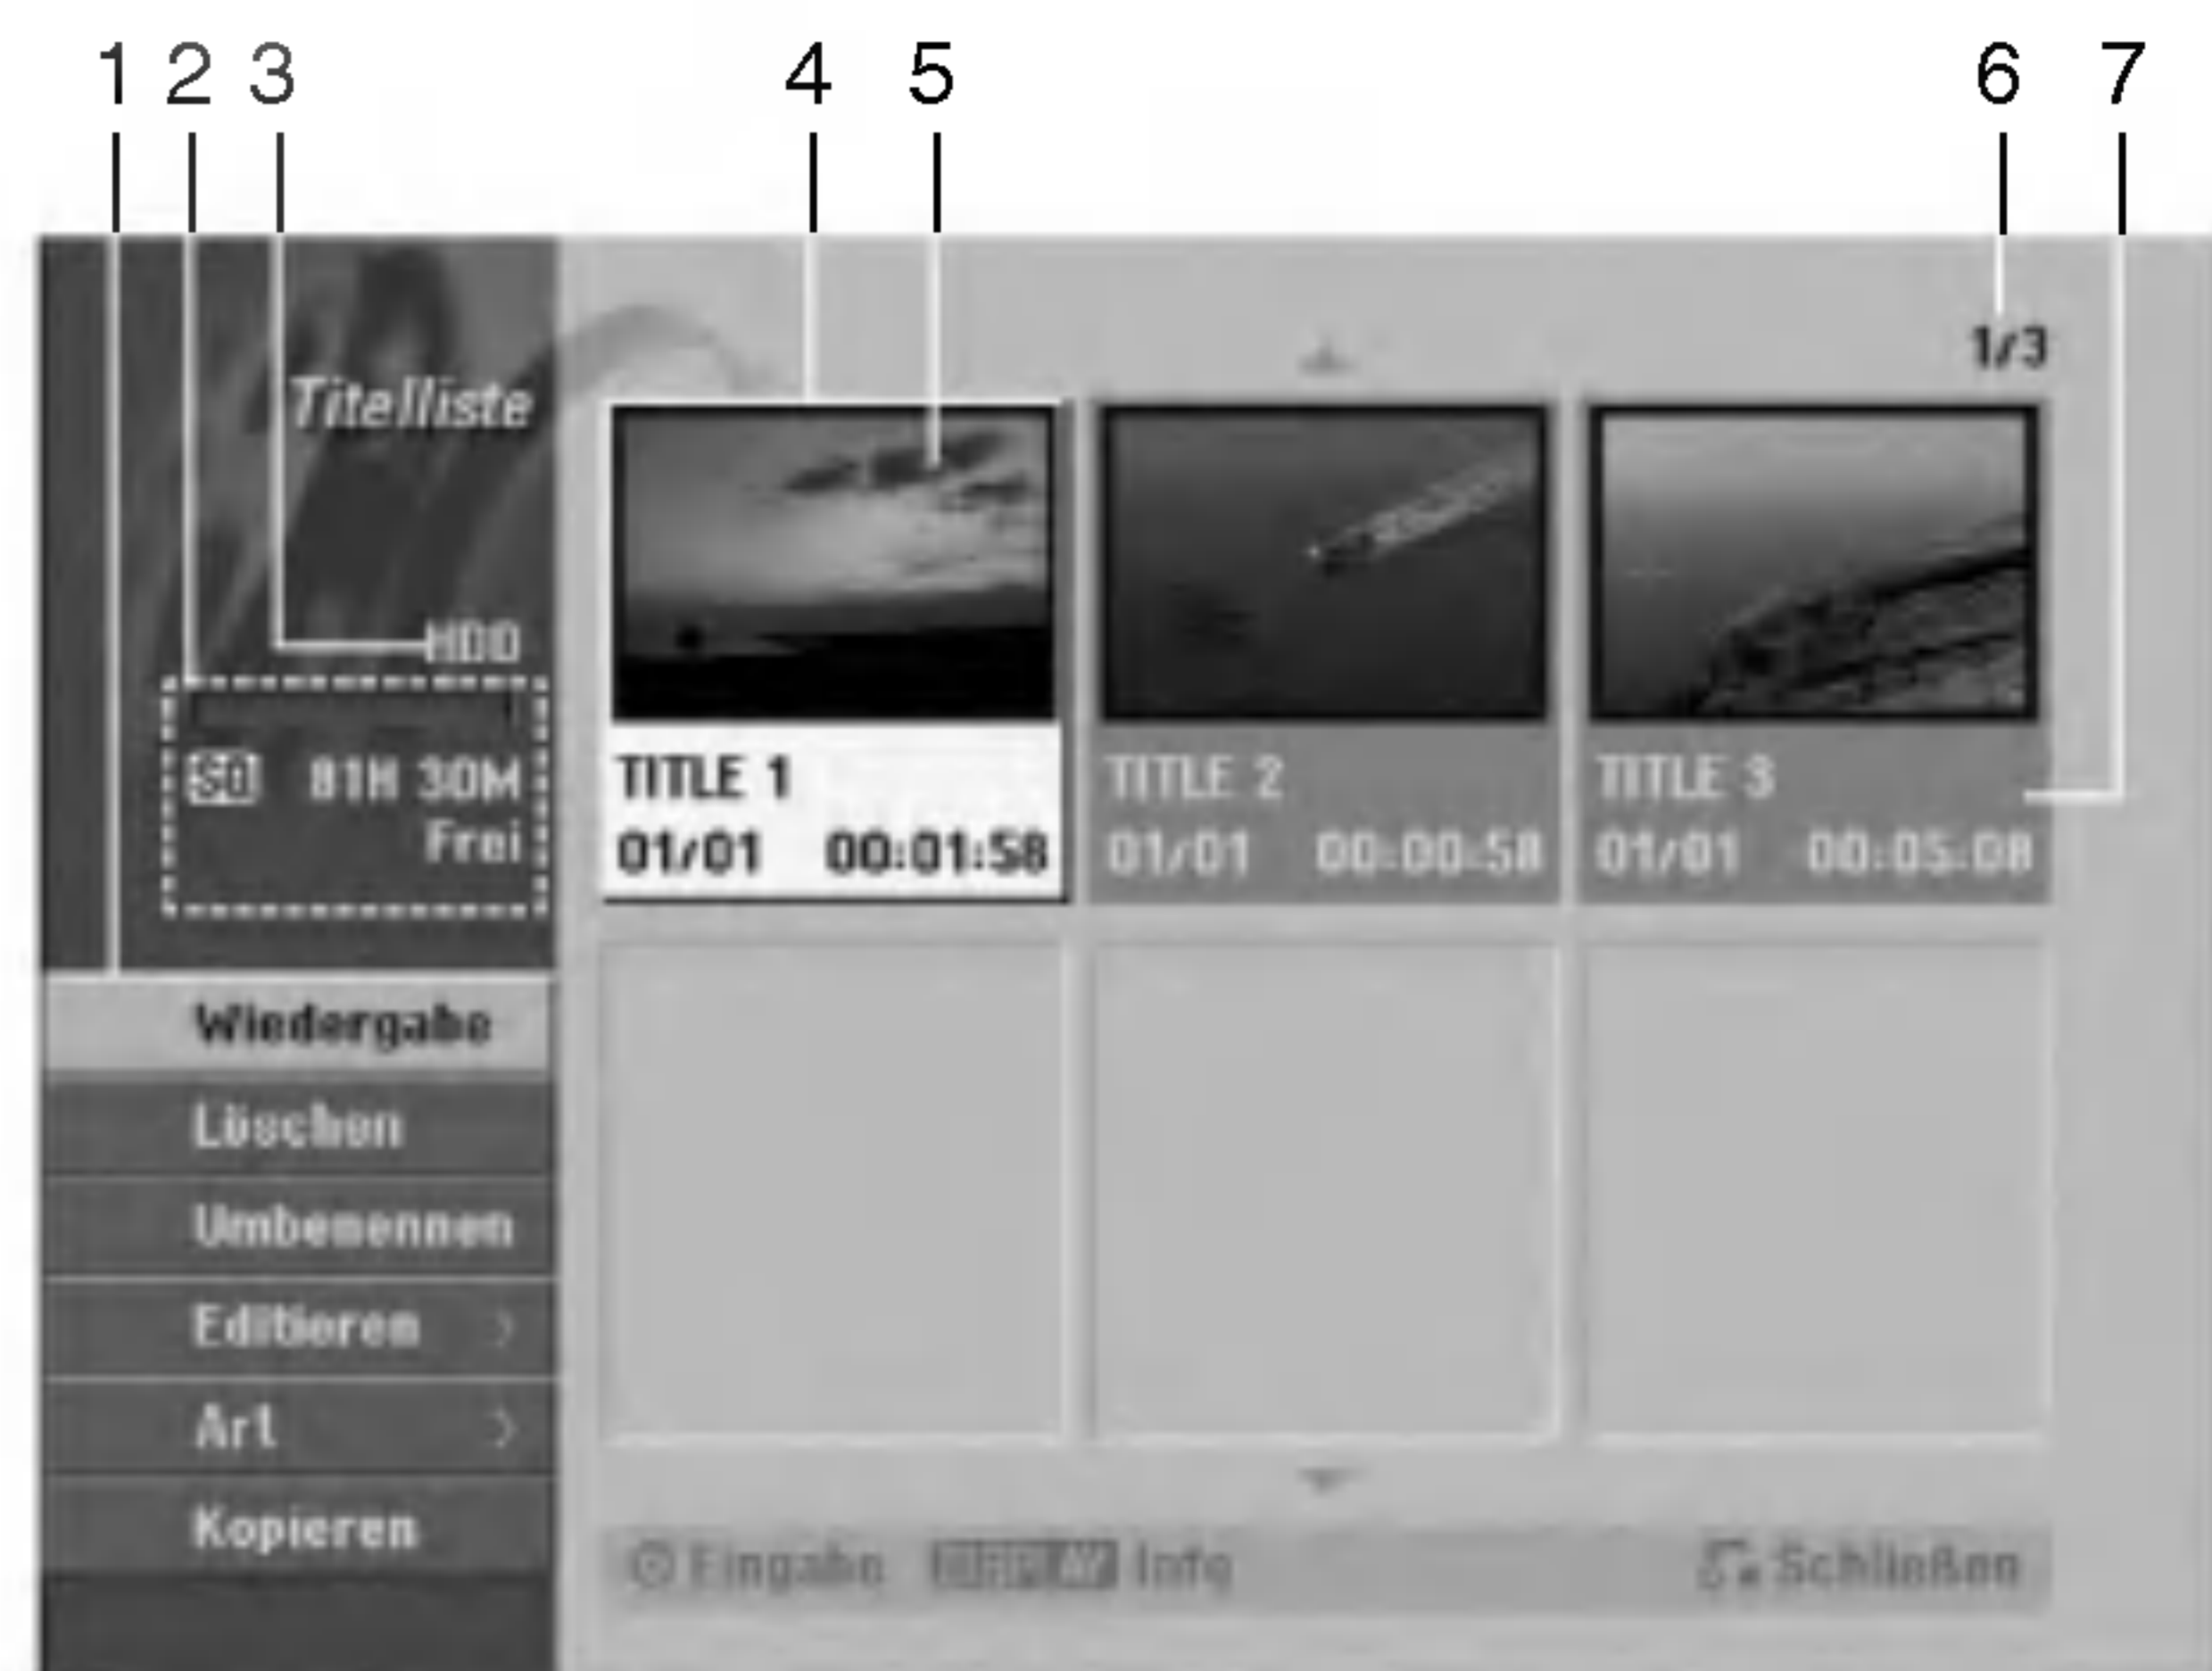 1 2 3 4 5 6 7
Titelliste
HDD
SQ 81H 30M
Frei
Wiedergabe
Löschen
Umbenennen
Editieren >
Art >
Kopieren
1/3
TITLE 1
01/01 00:01:58
TITLE 2
01/01 00:00:58
TITLE 3
01/01 00:05:08
Eingabe DISPLAY Info Schließen